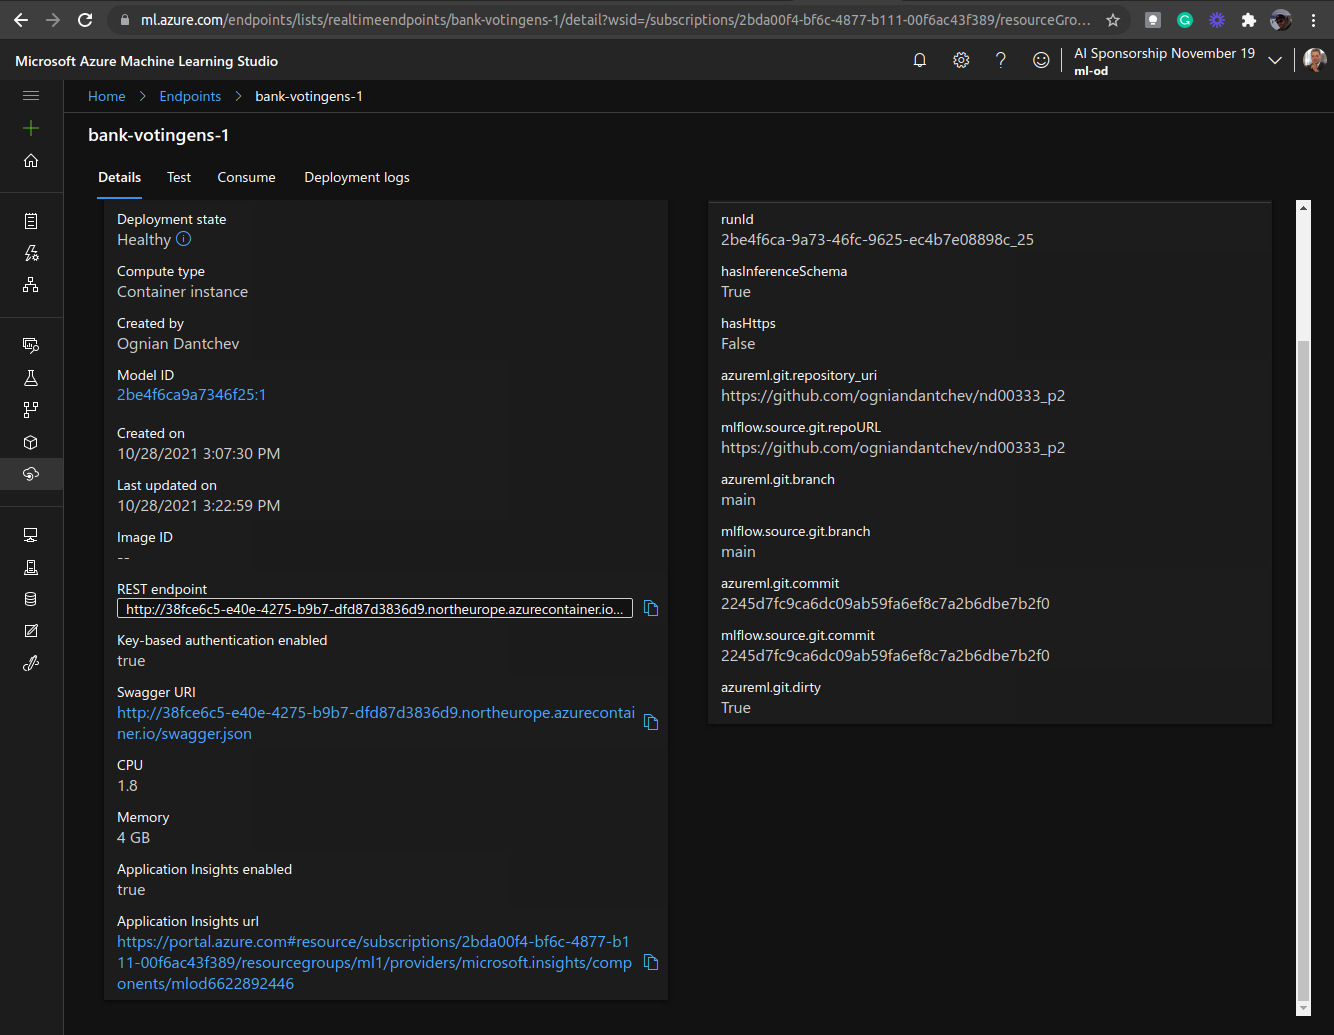 ml.azure.com/endpoints/lists/realtimeendpoints/bank-votingens-1/detail?wsid=/subscriptions/2bda00f4-bf6c-4877-b111-00f6ac43f389/resourceGro...
Microsoft Azure Machine Learning Studio
AI Sponsorship November 19
ml-od
Home > Endpoints > bank-votingens-1
bank-votingens-1
Details Test Consume Deployment logs
Deployment state
Healthy
Compute type
Container instance
Created by
Ognian Dantchev
Model ID
2be4f6ca9a7346f25:1
Created on
10/28/2021 3:07:30 PM
Last updated on
10/28/2021 3:22:59 PM
Image ID
--
REST endpoint
http://38fce6c5-e40e-4275-b9b7-dfd87d3836d9.northeurope.azurecontainer.io...
Key-based authentication enabled
true
Swagger URI
http://38fce6c5-e40e-4275-b9b7-dfd87d3836d9.northeurope.azurecontai
ner.io/swagger.json
CPU
1.8
Memory
4 GB
Application Insights enabled
true
Application Insights url
https://portal.azure.com#resource/subscriptions/2bda00f4-bf6c-4877-b1
11-00f6ac43f389/resourcegroups/ml1/providers/microsoft.insights/comp
onents/mlod6622892446
runId
2be4f6ca-9a73-46fc-9625-ec4b7e08898c_25
hasInferenceSchema
True
hasHttps
False
azureml.git.repository_uri
https://github.com/ogniandantchev/nd00333_p2
mlflow.source.git.repoURL
https://github.com/ogniandantchev/nd00333_p2
azureml.git.branch
main
mlflow.source.git.branch
main
azureml.git.commit
2245d7fc9ca6dc09ab59fa6ef8c7a2b6dbe7b2f0
mlflow.source.git.commit
2245d7fc9ca6dc09ab59fa6ef8c7a2b6dbe7b2f0
azureml.git.dirty
True